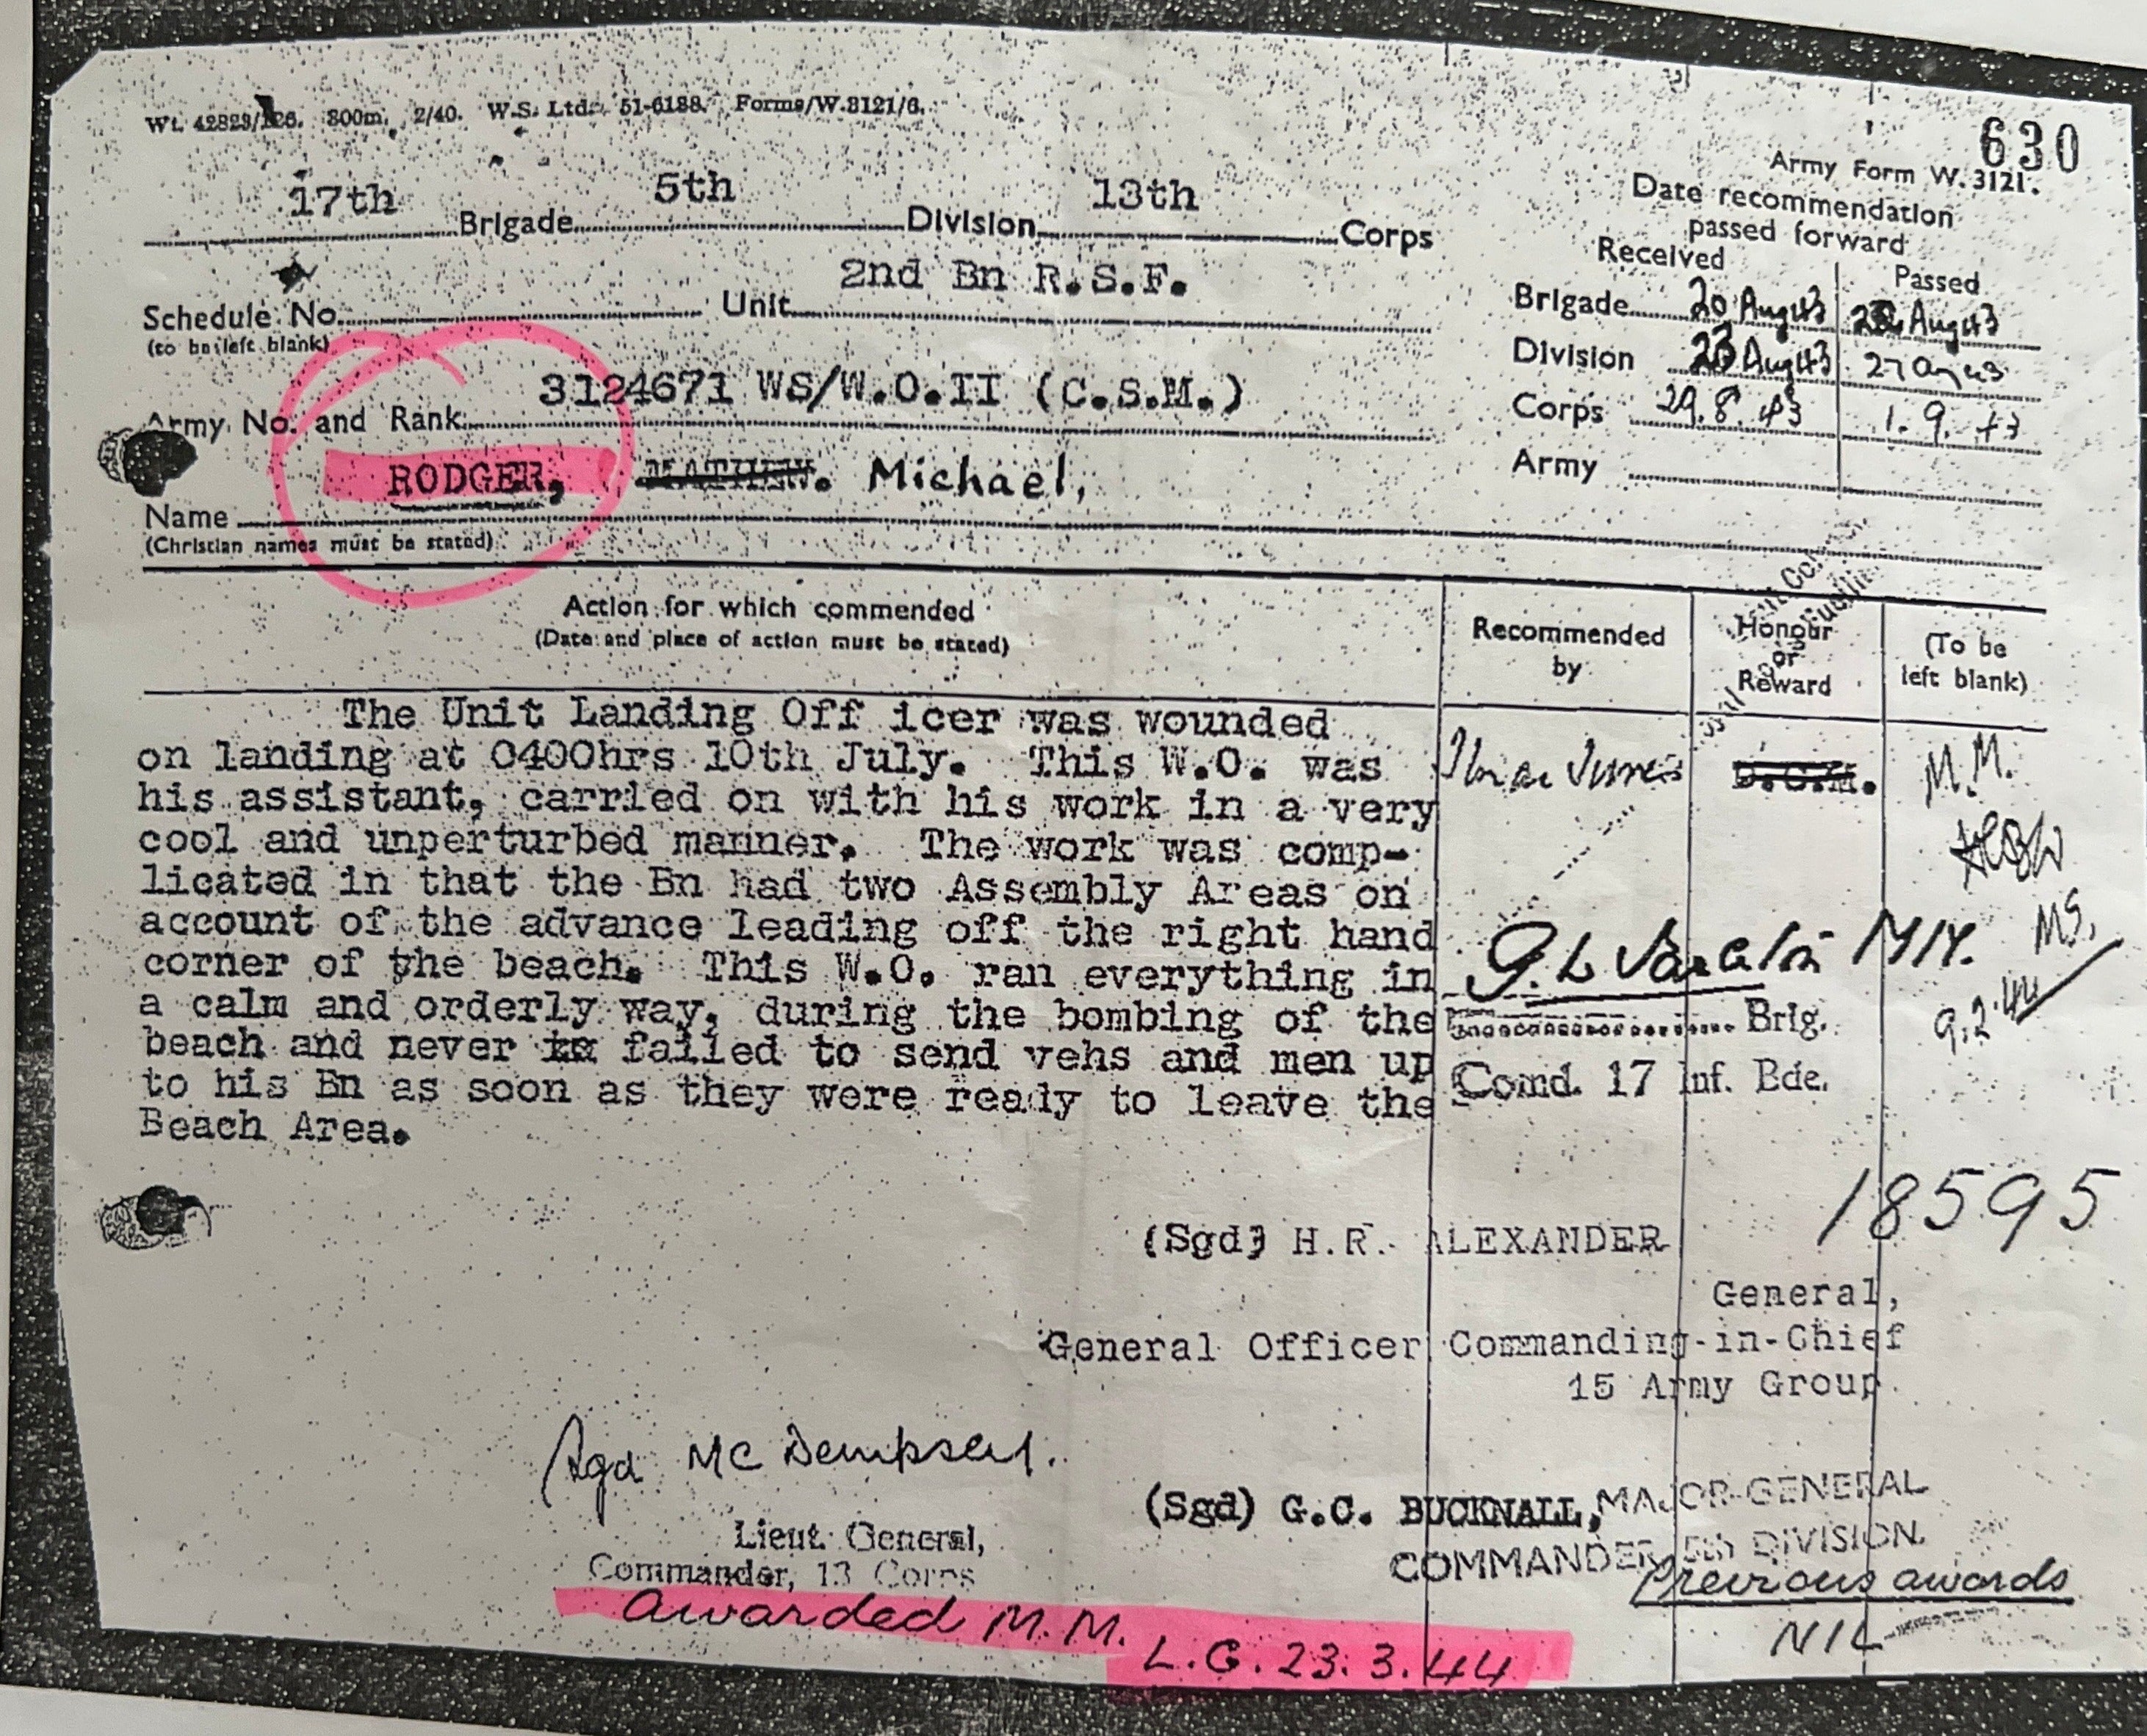 Wt. 42823/ 300m. 2/40. W.S. Ltd. 51-6188. Forms/W.3121/6.
630
Army Form W. 3121.
17th Brigade 5th Division 13th Corps
Date recommendation
passed forward
Received Passed
Schedule No. Unit 2nd Bn R.S.F.
(to be left blank)
Brigade 20 Aug 43 Aug 43
Division Aug 43 27 Aug 43
Army No. and Rank 3124671 WS/W.O.II (C.S.M.)
Corps 29.8.43 1.9.43
Army
Name RODGER, MATHEW. Michael,
(Christian names must be stated)
Action for which commended
(Date and place of action must be stated)
Recommended
by
Honour
or
Reward
(To be
left blank)
The Unit Landing Off icer was wounded
on landing at 0400hrs 10th July. This W.O. was
his assistant, carried on with his work in a very
cool and unperturbed manner. The work was comp-
licated in that the Bn had two Assembly Areas on
account of the advance leading off the right hand
corner of the beach. This W.O. ran everything in
a calm and orderly way, during the bombing of the
beach and never failed to send vehs and men up
to his Bn as soon as they were ready to leave the
Beach Area.
D.C.M.
M.M.
MS.
9.2.44
G.L
Brig.
Comd. 17 Inf. Bde.
18595
(Sgd) H.R. ALEXANDER
General,
General Officer Commanding-in-Chief
15 Army Group.
Sgd MC Dempsey.
Lieut. General,
Commander, 13 Corps
(Sgd) G.C. BUCKNALL, MAJOR-GENERAL
COMMANDER 5th DIVISION.
Previous awards
NIL
Awarded M.M.
L.G. 23.3.44